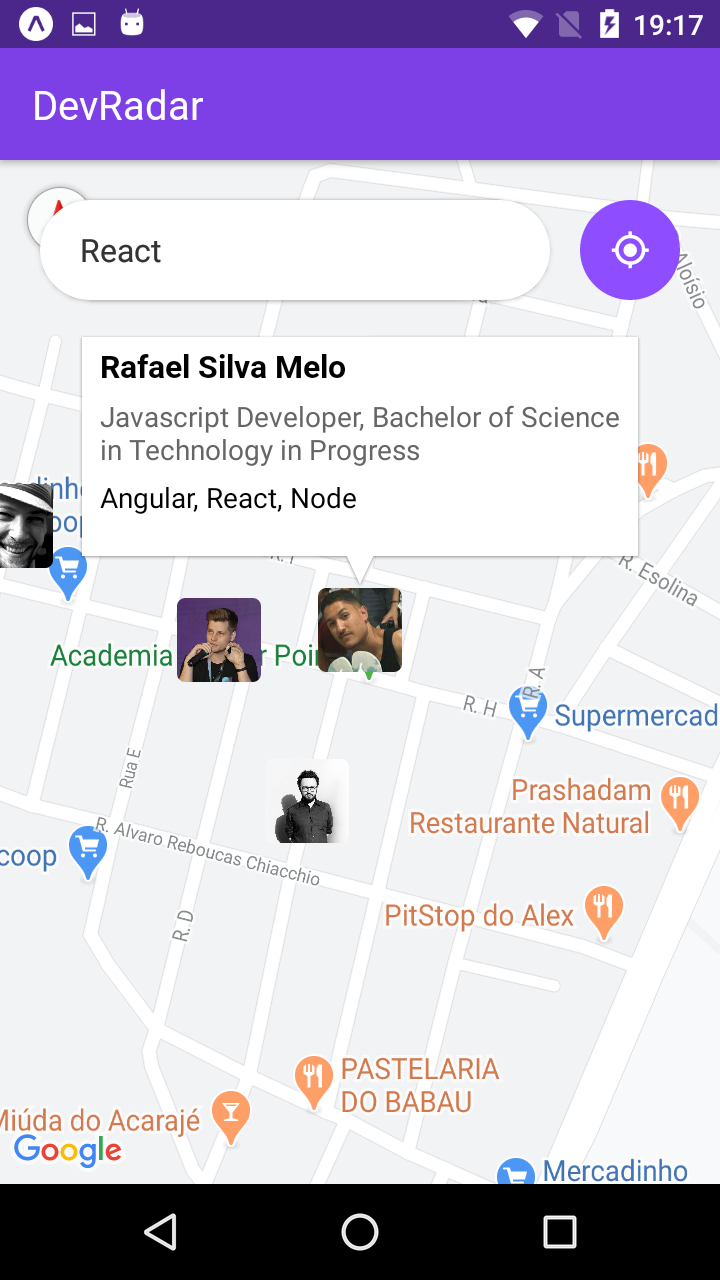 19:17
DevRadar
React
Aloísio
Rafael Silva Melo
Javascript Developer, Bachelor of Science
in Technology in Progress
Angular, React, Node
R. Esolina
Academia
Poi
R. A
R. H
Supermercad
Rua E
Prashadam
Restaurante Natural
R. Alvaro Reboucas Chiacchio
coop
PitStop do Alex
R. D
PASTELARIA
DO BABAU
Miúda do Acarajé
Google
Mercadinho